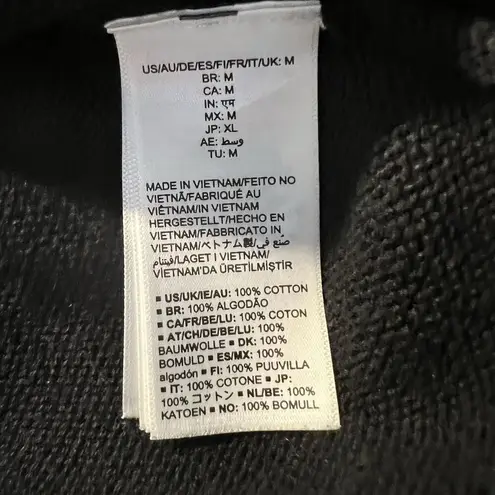 US/AU/DE/ES/FI/FR/IT/UK: M
BR: M
CA: M
IN: एम
MX: M
JP: XL
AE: وسط
TU: M
MADE IN VIETNAM/FEITO NO
VIETNÃ/FABRIQUÉ AU
VIÊTNAM/IN VIETNAM
HERGESTELLT/HECHO EN
VIETNAM/FABBRICATO IN
VIETNAM/ベトナム製/صنع في
فيتنام/LAGET I VIETNAM/
VIETNAM'DA ÜRETİLMİŞTİR
▪ US/UK/IE/AU: 100% COTTON
▪ BR: 100% ALGODÃO
▪ CA/FR/BE/LU: 100% COTON
▪ AT/CH/DE/BE/LU: 100%
BAUMWOLLE ▪ DK: 100%
BOMULD ▪ ES/MX: 100%
algodón ▪ FI: 100% PUUVILLA
▪ IT: 100% COTONE ▪ JP:
100% コットン ▪ NL/BE: 100%
KATOEN ▪ NO: 100% BOMULL